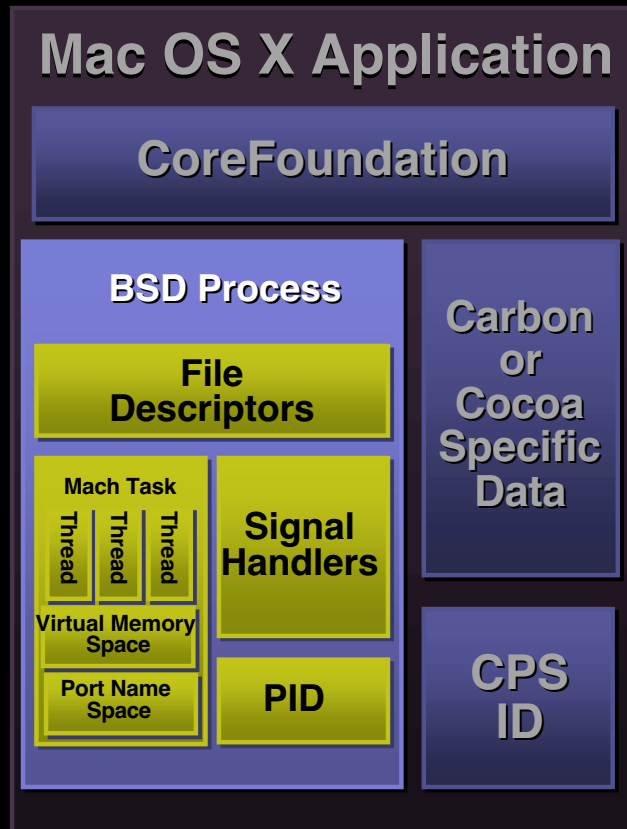 Mac OS X Application
CoreFoundation
BSD Process
File
Descriptors
Mach Task
Thread
Thread
Thread
Virtual Memory
Space
Port Name
Space
Signal
Handlers
PID
Carbon
or
Cocoa
Specific
Data
CPS
ID